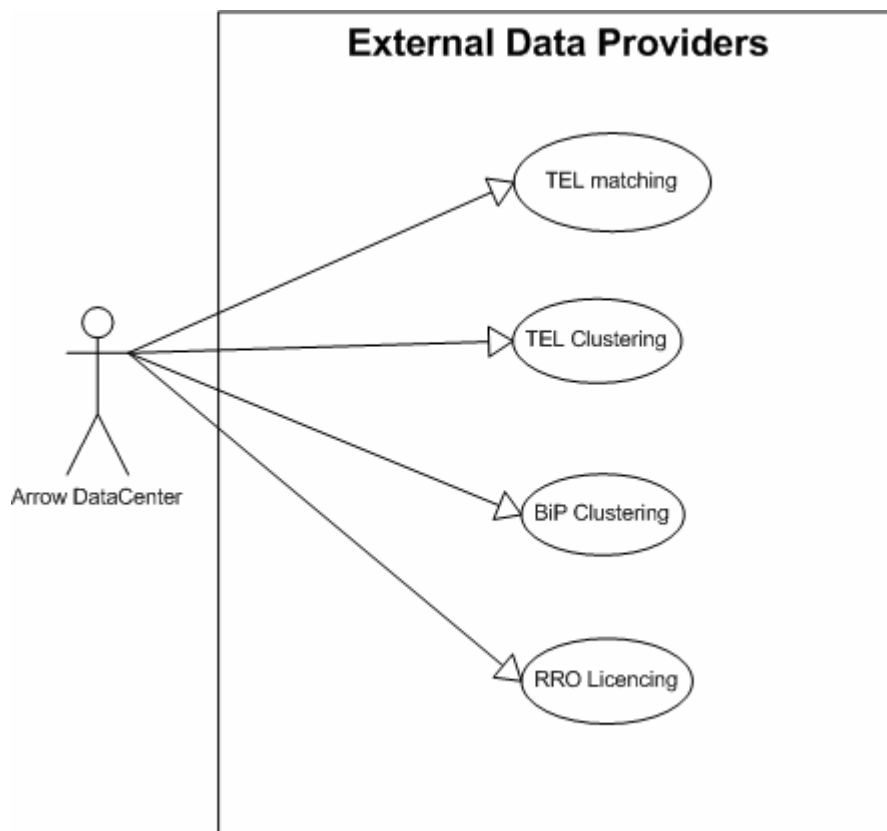 External Data Providers
TEL matching
TEL Clustering
Arrow DataCenter
BiP Clustering
RRO Licencing